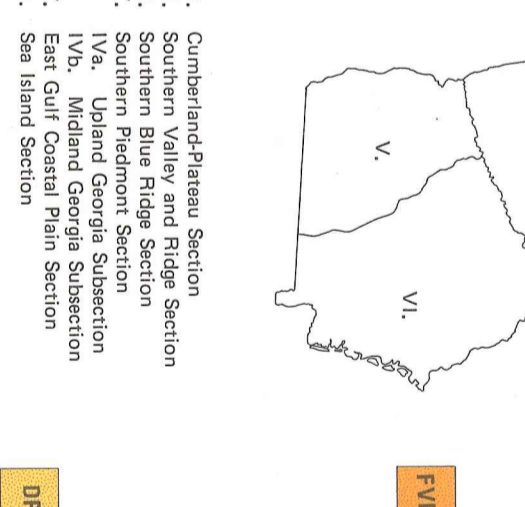 V.
VI.
. Cumberland-Plateau Section
. Southern Valley and Ridge Section
. Southern Blue Ridge Section
. Southern Piedmont Section
IVa. Upland Georgia Subsection
IVb. Midland Georgia Subsection
. East Gulf Coastal Plain Section
. Sea Island Section